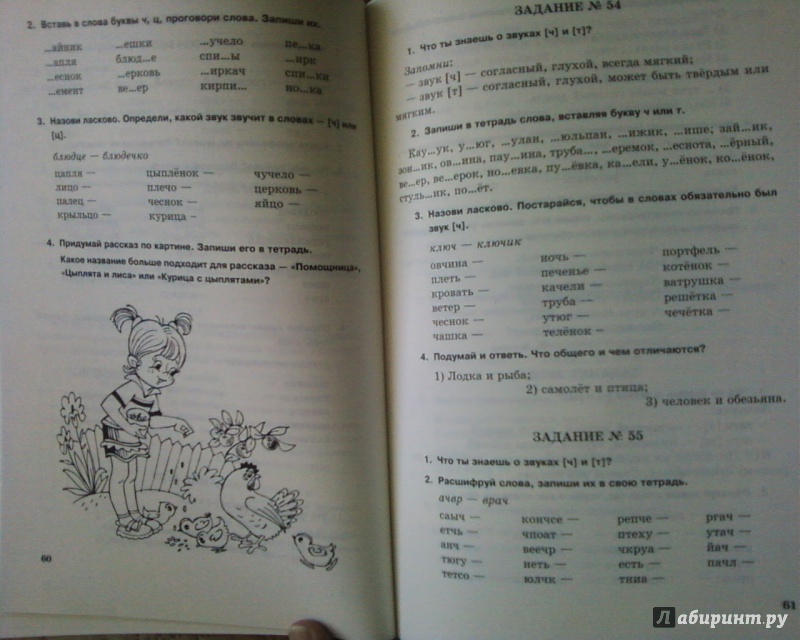 2. Вставь в слова буквы ч, ц, проговори слова. Запиши их.
...айник ...ешки ...учело пе...ка
...апля блюд...е спи...ы ...ирк
...еснок ...ерковь ...иркач спи...ки
...емент ве...ер кирпи... но...ка
3. Назови ласково. Определи, какой звук звучит в словах — [ч] или
[ц].
блюдце — блюдечко
цапля — цыплёнок — чучело —
лицо — плечо — церковь —
палец — чеснок — яйцо —
крыльцо — курица –
4. Придумай рассказ по картине. Запиши его в тетрадь.
Какое название больше подходит для рассказа — «Помощница»,
«Цыплята и лиса» или «Курица с цыплятами»?
60
ЗАДАНИЕ № 54
1. Что ты знаешь о звуках [ч] и [т]?
Запомни:
— звук [ч] — согласный, глухой, всегда мягкий;
— звук [т] — согласный, глухой, может быть твёрдым или
мягким.
2. Запиши в тетрадь слова, вставляя букву ч или т.
Кау...ук, у...юг, ...улан, ...юльпан, ...ижик, ...ище; зай...ик,
зон...ик, ов...ина, пау...ина, труба..., ...еремок, ...еснота, ...ёрный,
ве...ер, ве...ерок, но...евка, пу...ёвка, ка...ели, у...ёнок, ко...ёнок,
стуль...ик, по...ёт.
3. Назови ласково. Постарайся, чтобы в словах обязательно был
звук [ч].
ключ — ключик
овчина — ночь — портфель —
плеть — печенье — котёнок —
кровать — качели — ватрушка —
ветер — труба — решётка —
чеснок — утюг — чечётка —
чашка — телёнок –
4. Подумай и ответь. Что общего и чем отличаются?
1) Лодка и рыба;
2) самолёт и птица;
3) человек и обезьяна.
ЗАДАНИЕ № 55
1. Что ты знаешь о звуках [ч] и [т]?
2. Расшифруй слова, запиши их в свою тетрадь.
ачвр — врач
саыч — кончсе — репче — ргач —
етчь — чпоат — птеху — утач —
анч — веечр — чкруа — йач —
тюгу — неть — есть — пачл —
тетсо — юлчк — тниа —
61
Лабиринт.ру